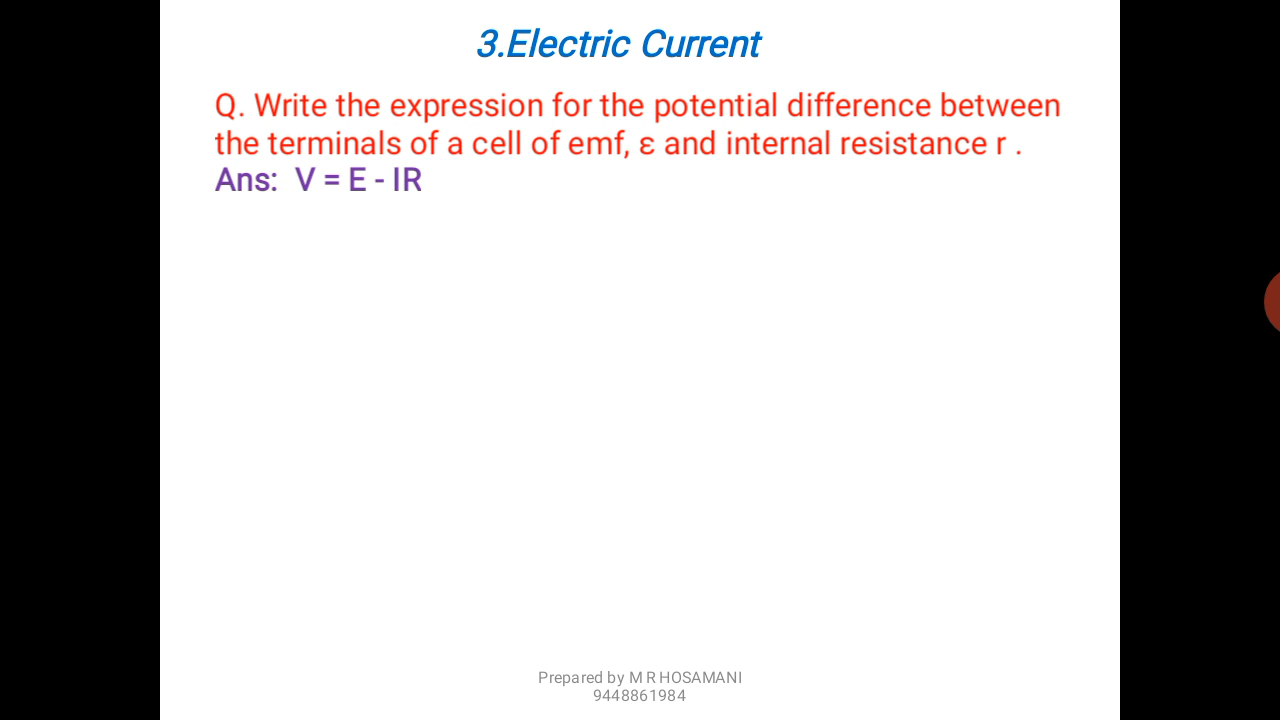 3.Electric Current
Q. Write the expression for the potential difference between
the terminals of a cell of emf, ε and internal resistance r .
Ans: V = E - IR
Prepared by M R HOSAMANI
9448861984